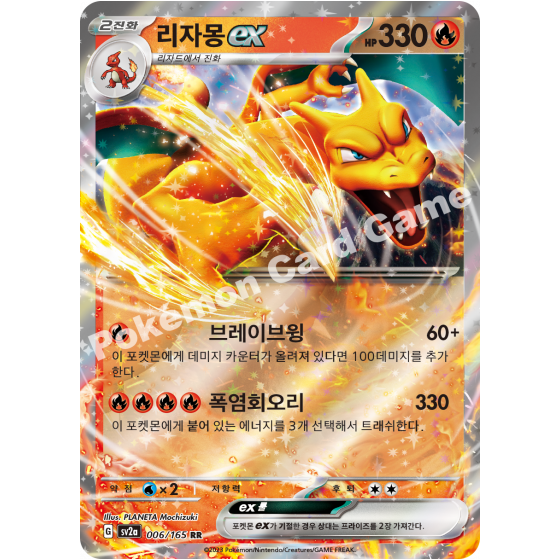 2진화
리자몽 ex
HP 330
리자드에서 진화
Pokémon Card Game
브레이브윙 60+
이 포켓몬에게 데미지 카운터가 올려져 있다면 100데미지를 추가
한다.
폭염회오리 330
이 포켓몬에게 붙어 있는 에너지를 3개 선택해서 트래쉬한다.
약 점 ×2 저항력 후 퇴
Illus. PLANETA Mochizuki
G sv2a 006/165 RR
ex 룰
포켓몬 ex가 기절한 경우 상대는 프라이즈를 2장 가져간다.
©2023 Pokémon/Nintendo/Creatures/GAME FREAK.